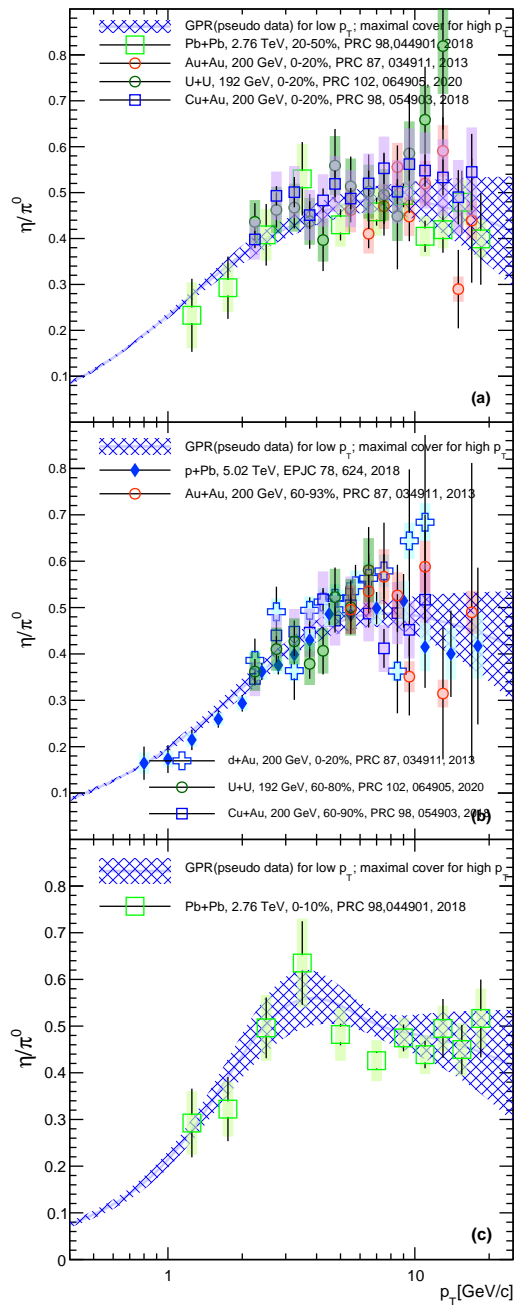 GPR(pseudo data) for low p_T; maximal cover for high p_T
Pb+Pb, 2.76 TeV, 20-50%, PRC 98,044901, 2018
Au+Au, 200 GeV, 0-20%, PRC 87, 034911, 2013
U+U, 192 GeV, 0-20%, PRC 102, 064905, 2020
Cu+Au, 200 GeV, 0-20%, PRC 98, 054903, 2018
0.8
0.7
0.6
0.5
0.4
0.3
0.2
0.1
η/π⁰
(a)
GPR(pseudo data) for low p_T; maximal cover for high p_T
p+Pb, 5.02 TeV, EPJC 78, 624, 2018
Au+Au, 200 GeV, 60-93%, PRC 87, 034911, 2013
0.8
0.7
0.6
0.5
0.4
0.3
0.2
0.1
η/π⁰
d+Au, 200 GeV, 0-20%, PRC 87, 034911, 2013
U+U, 192 GeV, 60-80%, PRC 102, 064905, 2020
Cu+Au, 200 GeV, 60-90%, PRC 98, 054903, 2018
(b)
GPR(pseudo data) for low p_T; maximal cover for high p_T
Pb+Pb, 2.76 TeV, 0-10%, PRC 98,044901, 2018
0.8
0.7
0.6
0.5
0.4
0.3
0.2
0.1
0
η/π⁰
(c)
1
10
p_T[GeV/c]